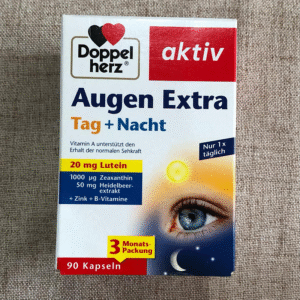 Doppel
herz®
aktiv
Augen Extra
Tag + Nacht
Vitamin A unterstützt den
Erhalt der normalen Sehkraft
Nur 1x
täglich
20 mg Lutein
1000 µg Zeaxanthin
50 mg Heidelbeer-
extrakt
+ Zink + B-Vitamine
3 Monats-
Packung
90 Kapseln